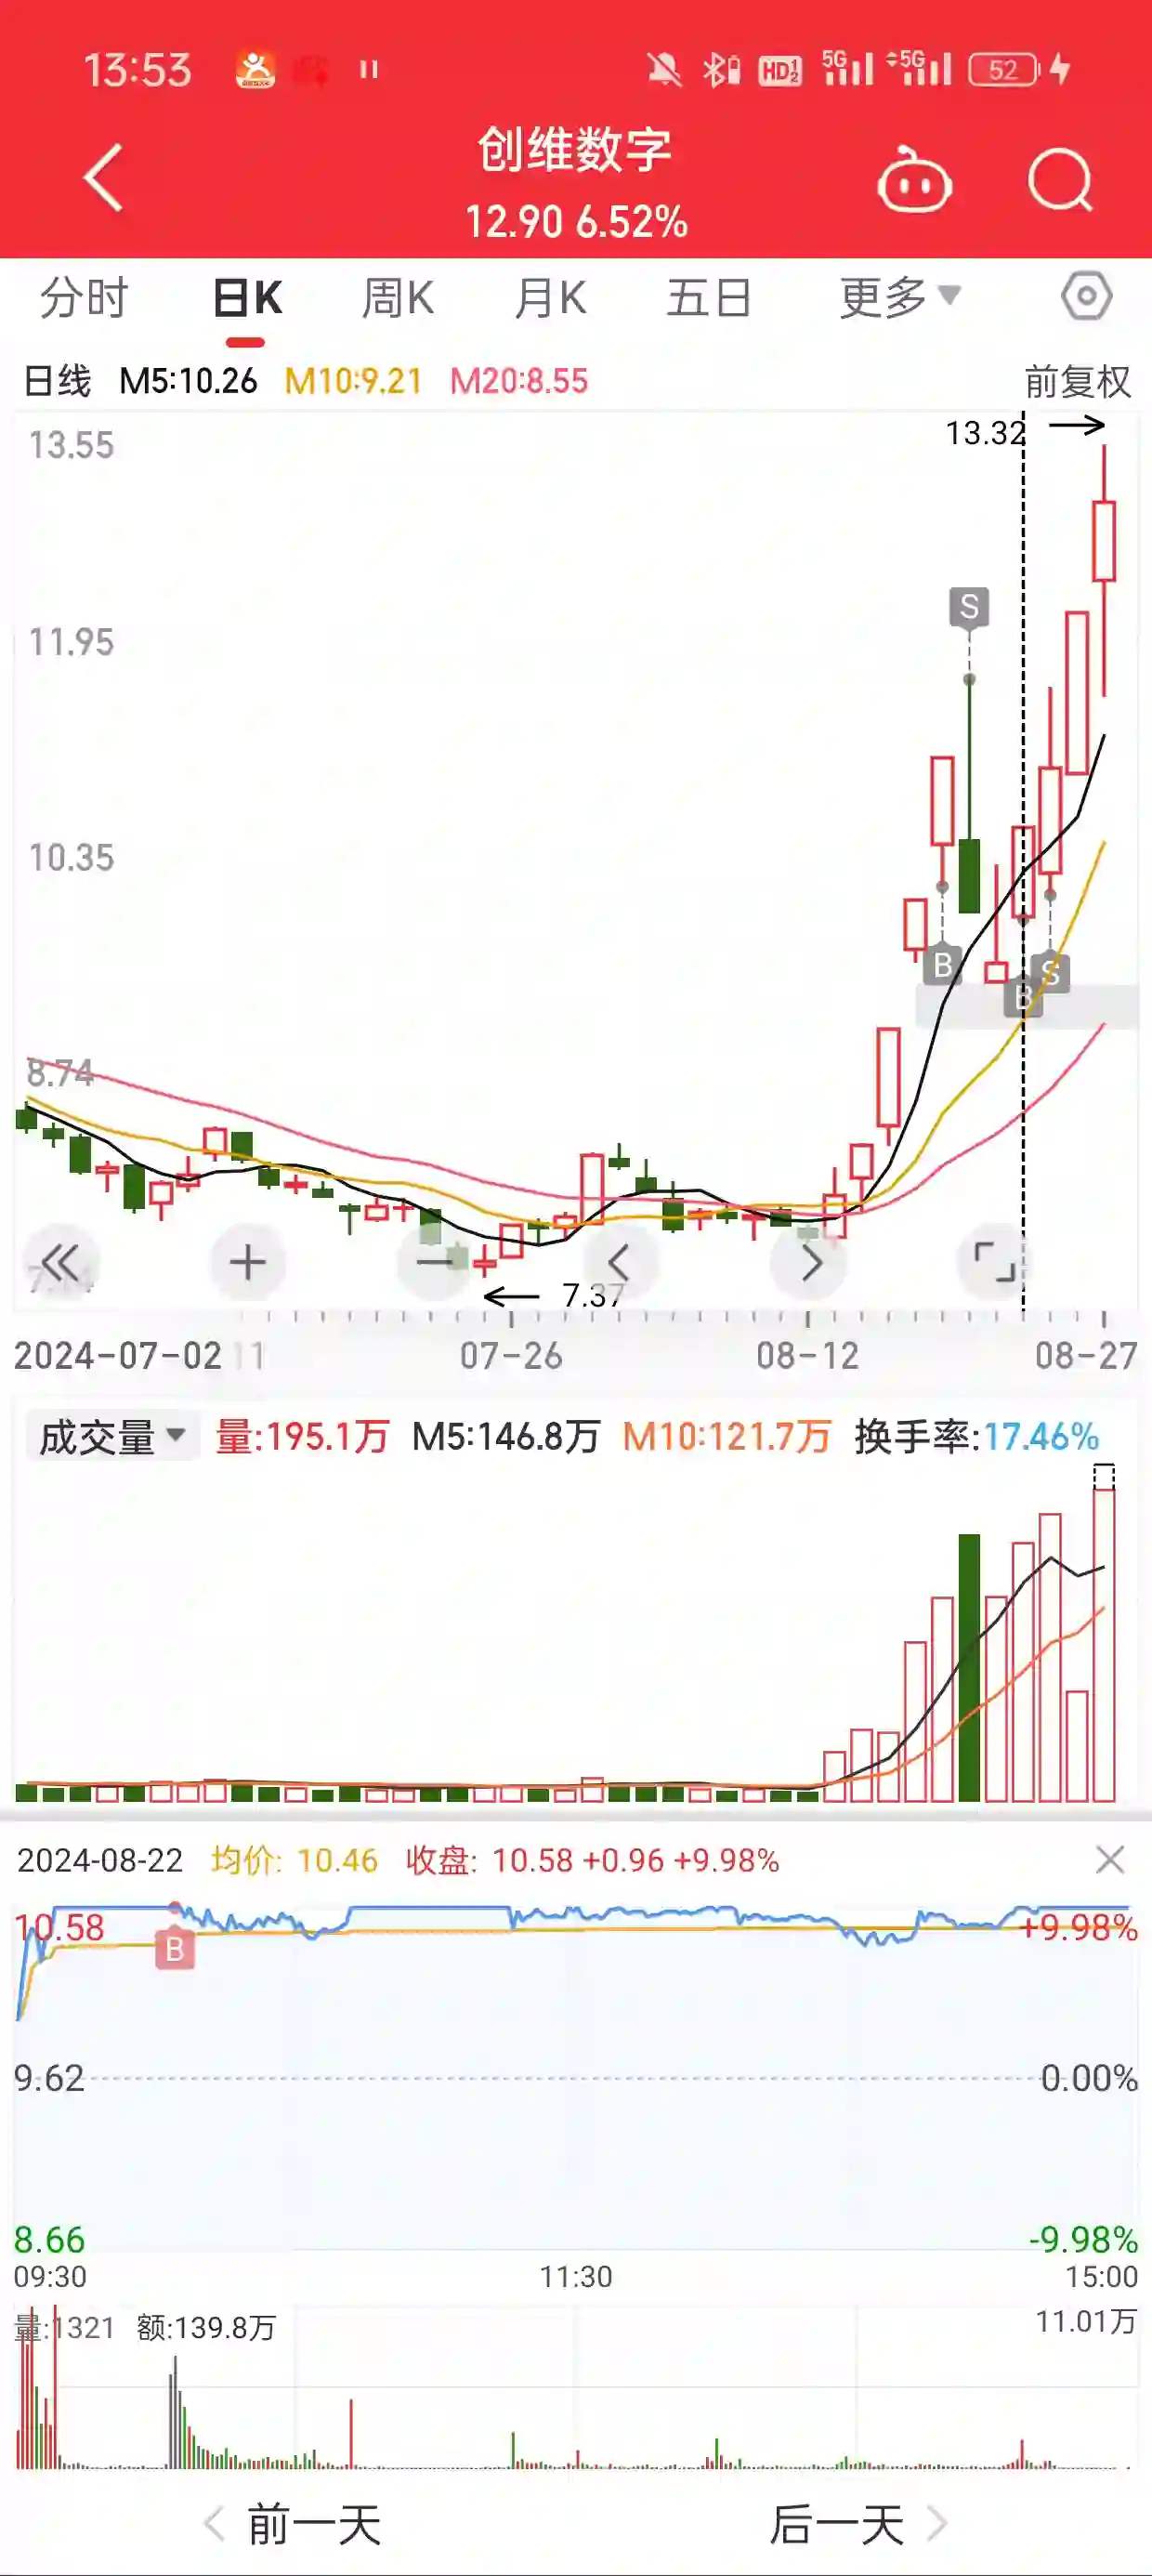 13:53 HD 5G 5G 52
创维数字
12.90 6.52%
分时 日K 周K 月K 五日 更多
日线 M5:10.26 M10:9.21 M20:8.55 前复权
13.55
13.32
S
11.95
10.35
B S
B
8.74
7.37
2024-07-02 11 07-26 08-12 08-27
成交量 量:195.1万 M5:146.8万 M10:121.7万 换手率:17.46%
2024-08-22 均价: 10.46 收盘: 10.58 +0.96 +9.98%
10.58 +9.98%
B
9.62 0.00%
8.66 -9.98%
09:30 11:30 15:00
量:1321 额:139.8万 11.01万
前一天 后一天